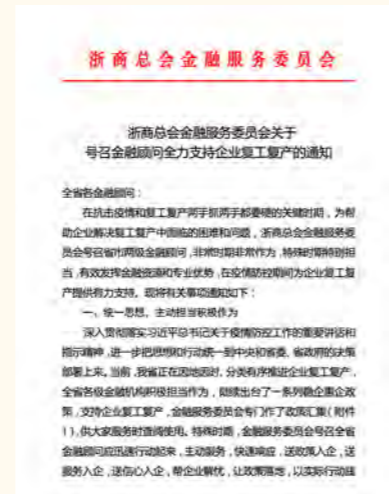 浙商总会金融服务委员会
浙商总会金融服务委员会关于
号召金融顾问全力支持企业复工复产的通知
全省各金融顾问：
在抗击疫情和复工复产两手抓两手都要硬的关键时期，为帮
助企业解决复工复产中面临的困难和问题，浙商总会金融服务委
员会号召省市两级金融顾问，非常时期非常作为，特殊时期特别担
当，有效发挥金融资源和专业优势，在疫情防控期间为企业复工复
产提供有力支持。现将有关事项通知如下：
一、统一思想，主动担当积极作为
深入贯彻落实习近平总书记关于疫情防控工作的重要讲话和
指示精神，进一步把思想和行动统一到中央和省委、省政府的决策
部署上来。当前，我省正在因地因时、分类有序推进企业复工复产，
全省各级金融机构积极担当作为，陆续出台了一系列稳企惠企政
策，支持企业复工复产，金融服务委员会专门作了政策汇集（附件
1），供大家服务时查阅使用。特殊时期，金融服务委员会号召全省
金融顾问应迅速行动起来，主动服务，快速响应，送政策入企，送
服务入企，送信心入企，帮企业解忧，让政策落地，以实际行动